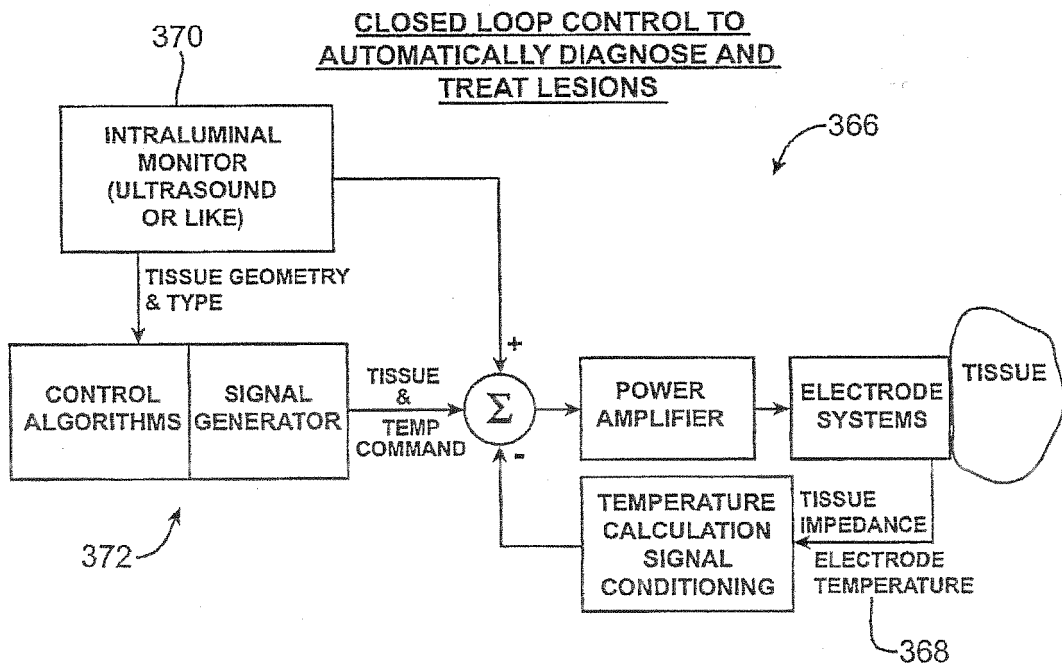 CLOSED LOOP CONTROL TO
AUTOMATICALLY DIAGNOSE AND
TREAT LESIONS
370
366
INTRALUMINAL
MONITOR
(ULTRASOUND
OR LIKE)
TISSUE GEOMETRY
& TYPE
CONTROL
ALGORITHMS
SIGNAL
GENERATOR
TISSUE
&
TEMP
COMMAND
+
Σ
-
POWER
AMPLIFIER
ELECTRODE
SYSTEMS
TISSUE
TEMPERATURE
CALCULATION
SIGNAL
CONDITIONING
TISSUE
IMPEDANCE
ELECTRODE
TEMPERATURE
372
368